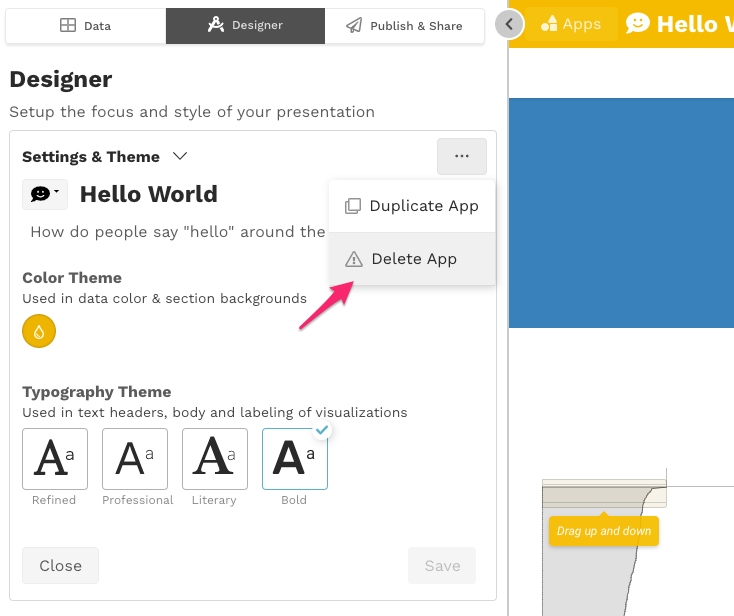 Data
Designer
Publish & Share
Apps
Hello
Designer
Setup the focus and style of your presentation
Settings & Theme
...
Hello World
Duplicate App
How do people say "hello" around the
Delete App
Color Theme
Used in data color & section backgrounds
Typography Theme
Used in text headers, body and labeling of visualizations
Aa
Aa
Aa
Aa
Refined
Professional
Literary
Bold
Drag up and down
Close
Save